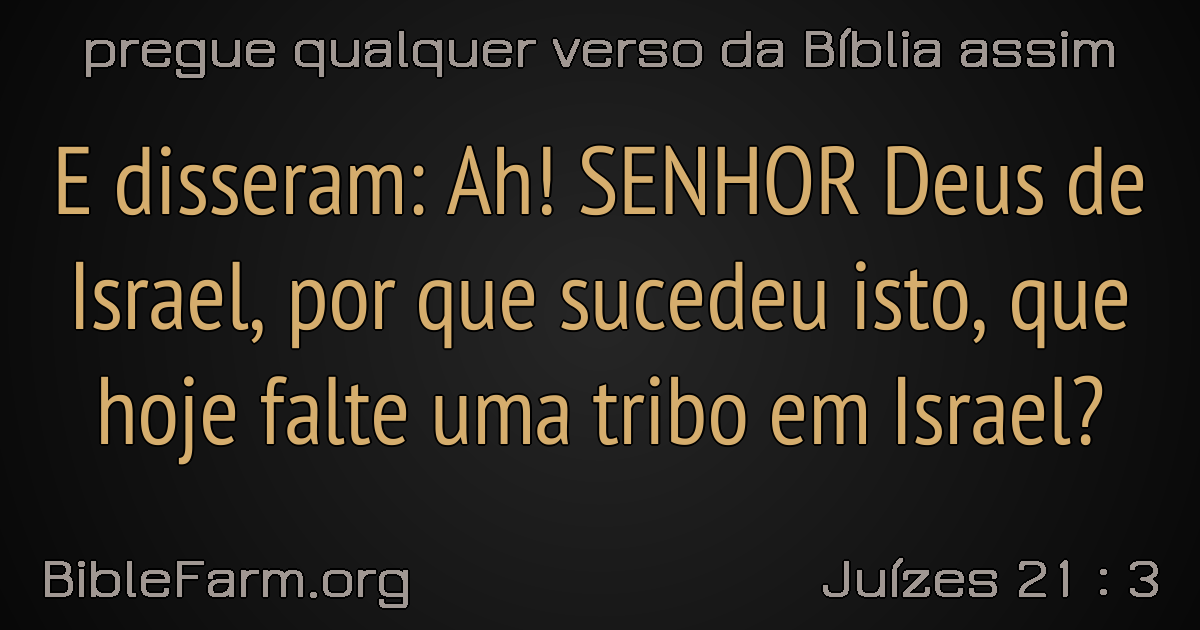 pregue qualquer verso da Bíblia assim
E disseram: Ah! SENHOR Deus de
Israel, por que sucedeu isto, que
hoje falte uma tribo em Israel?
BibleFarm.org
Juízes 21 : 3